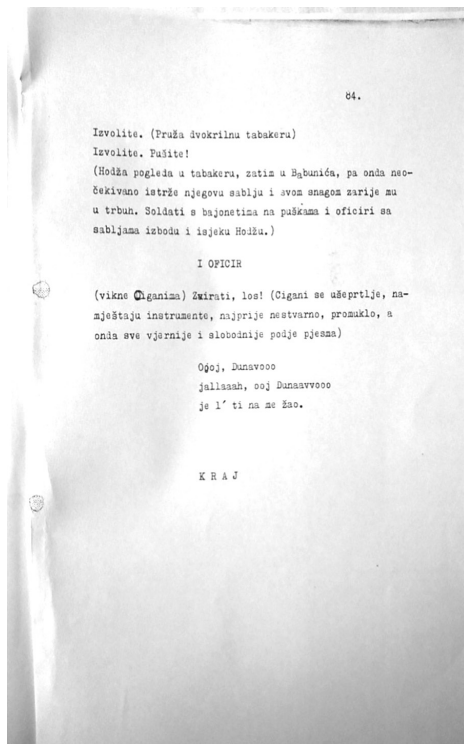 84.
Izvolite. (Pruža dvokrilnu tabakeru)
Izvolite. Pušite!
(Hodža pogleda u tabakeru, zatim u Babunića, pa onda neo-
čekivano istrže njegovu sablju i svom snagom zarije mu
u trbuh. Soldati s bajonetima na puškama i oficiri sa
sabljama izbodu i isjeku Hodžu.)
I OFICIR
(vikne Ciganima) Zwirati, los! (Cigani se ušeprtlje, na-
mještaju instrumente, najprije nestvarno, promuklo, a
onda sve vjernije i slobodnije podje pjesma)
Ojoj, Dunavooo
jallaaah, ooj Dunaavvooo
je l' ti na me žao.
K R A J